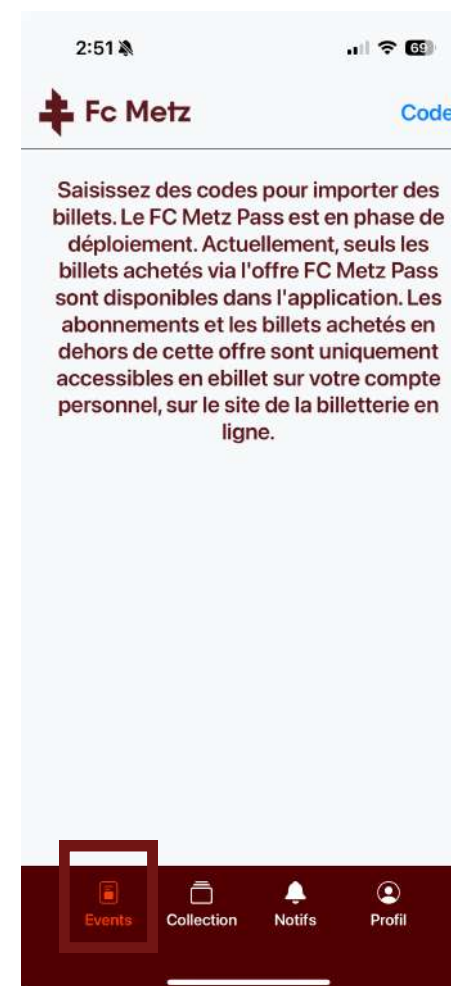 2:51
69
Fc Metz
Code
Saisissez des codes pour importer des
billets. Le FC Metz Pass est en phase de
déploiement. Actuellement, seuls les
billets achetés via l'offre FC Metz Pass
sont disponibles dans l'application. Les
abonnements et les billets achetés en
dehors de cette offre sont uniquement
accessibles en ebillet sur votre compte
personnel, sur le site de la billetterie en
ligne.
Events Collection Notifs Profil